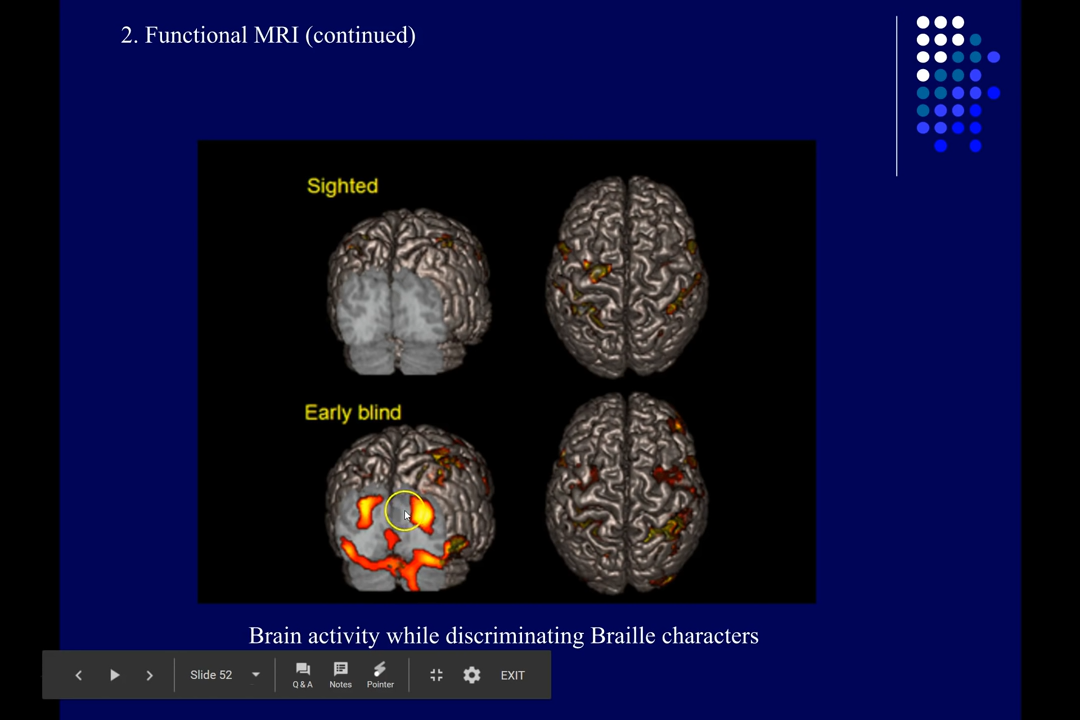 2. Functional MRI (continued)
Sighted
Early blind
Brain activity while discriminating Braille characters
Slide 52
Q & A
Notes
Pointer
EXIT